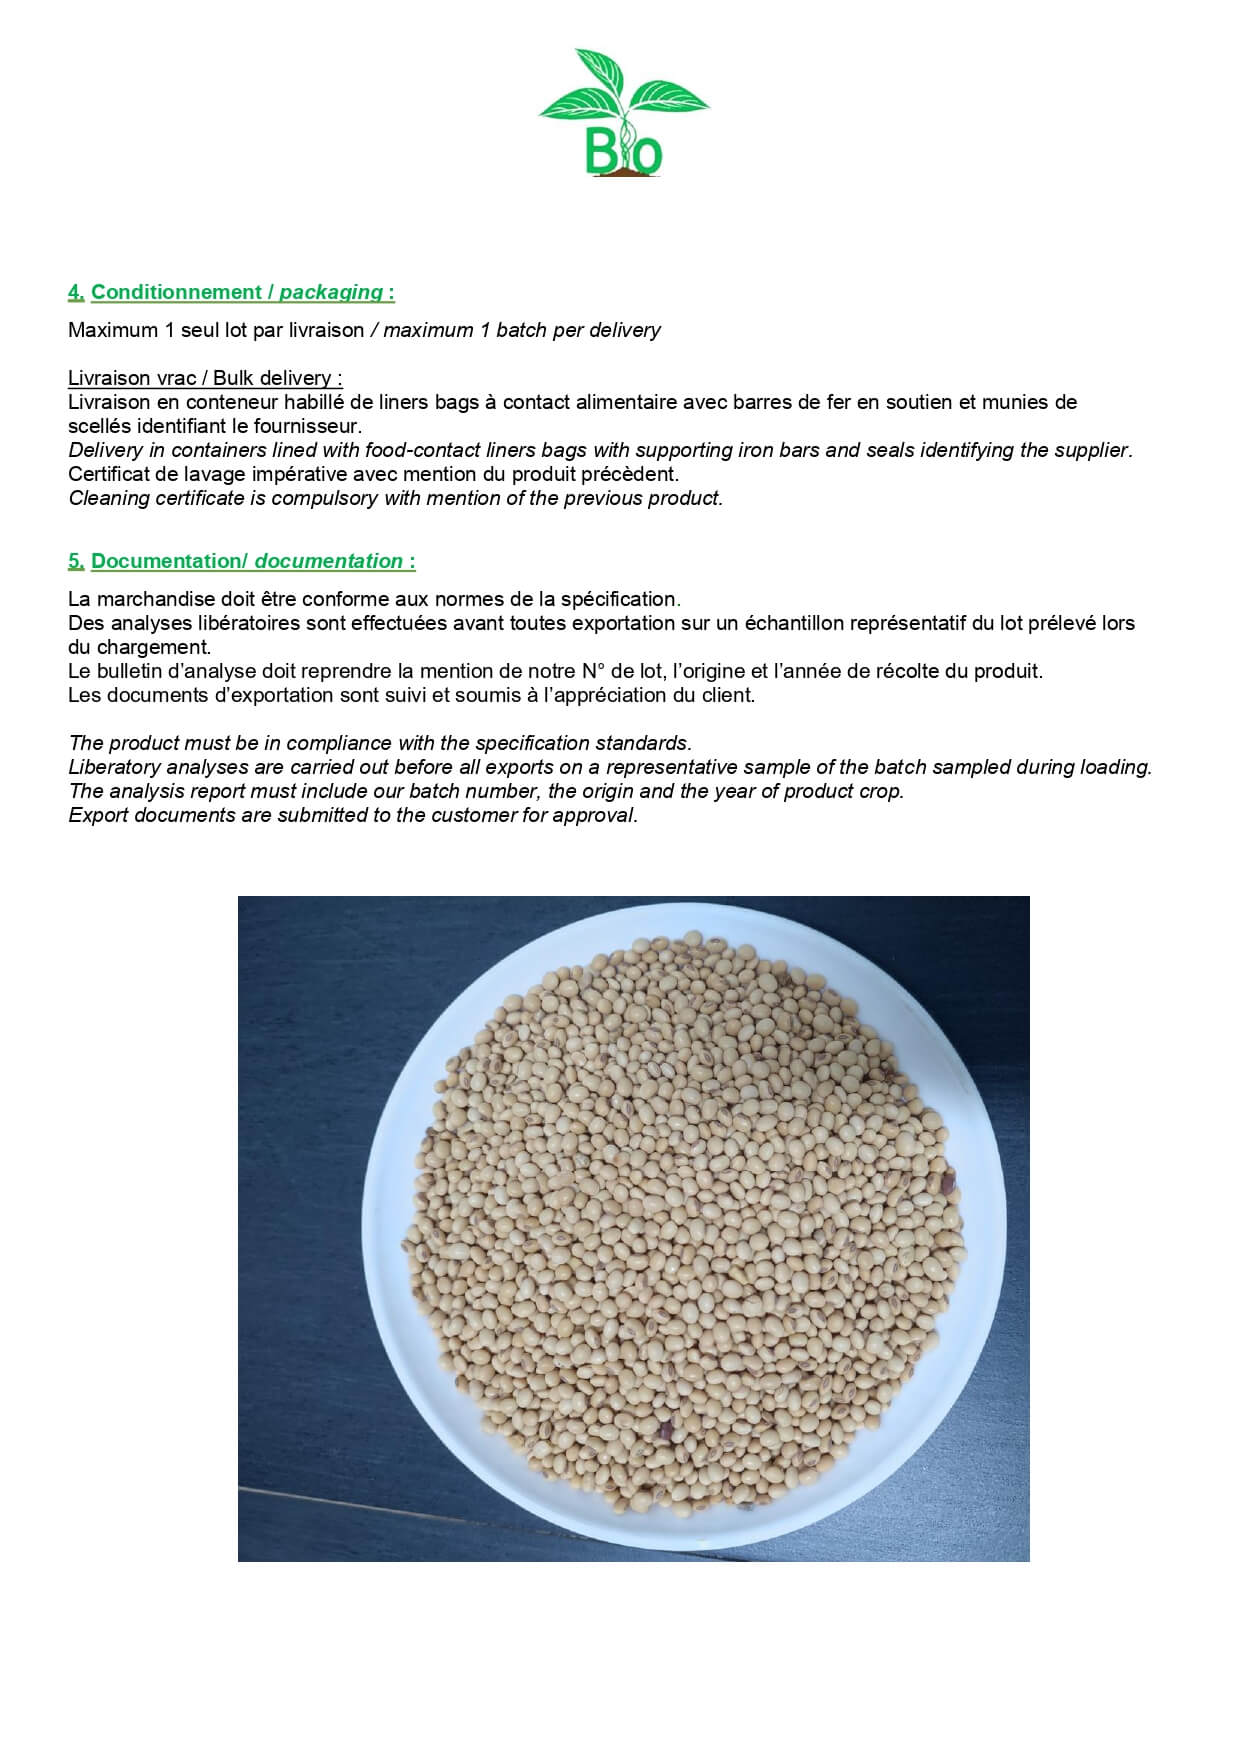 Bio
4. Conditionnement / packaging :
Maximum 1 seul lot par livraison / maximum 1 batch per delivery
Livraison vrac / Bulk delivery :
Livraison en conteneur habillé de liners bags à contact alimentaire avec barres de fer en soutien et munies de
scellés identifiant le fournisseur.
Delivery in containers lined with food-contact liners bags with supporting iron bars and seals identifying the supplier.
Certificat de lavage impérative avec mention du produit précèdent.
Cleaning certificate is compulsory with mention of the previous product.
5. Documentation/ documentation :
La marchandise doit être conforme aux normes de la spécification.
Des analyses libératoires sont effectuées avant toutes exportation sur un échantillon représentatif du lot prélevé lors
du chargement.
Le bulletin d’analyse doit reprendre la mention de notre N° de lot, l’origine et l’année de récolte du produit.
Les documents d’exportation sont suivi et soumis à l’appréciation du client.
The product must be in compliance with the specification standards.
Liberatory analyses are carried out before all exports on a representative sample of the batch sampled during loading.
The analysis report must include our batch number, the origin and the year of product crop.
Export documents are submitted to the customer for approval.